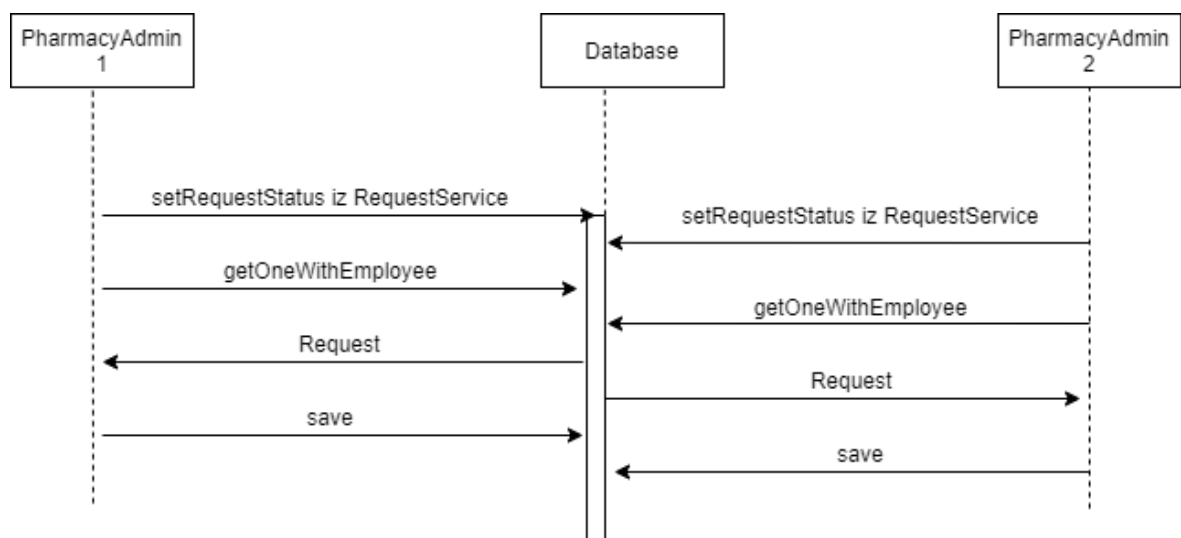 PharmacyAdmin
1
Database
PharmacyAdmin
2
setRequestStatus iz RequestService
setRequestStatus iz RequestService
getOneWithEmployee
getOneWithEmployee
Request
Request
save
save